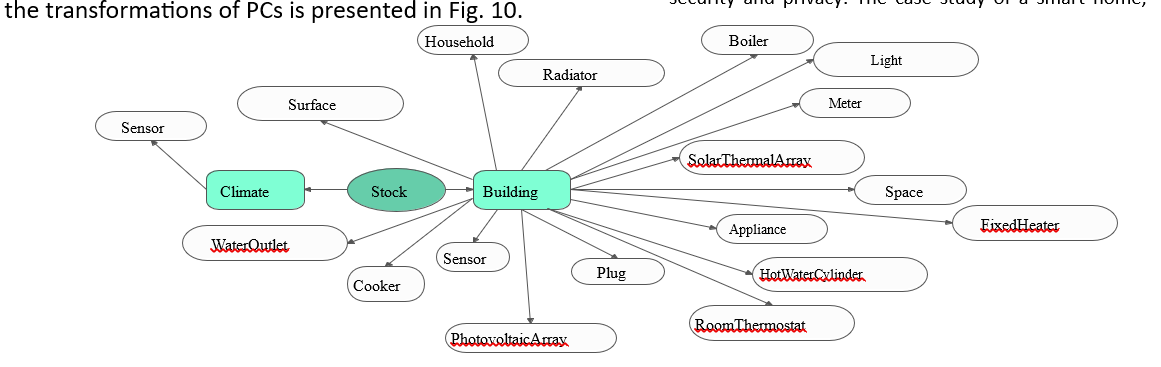 the transformations of PCs is presented in Fig. 10.
security and privacy. The case study of a smart home,
Household
Boiler
Light
Radiator
Surface
Meter
Sensor
SolarThermalArray
Climate
Stock
Building
Space
FixedHeater
Appliance
WaterOutlet
Sensor
Plug
HotWaterCylinder
Cooker
RoomThermostat
PhotovoltaicArray